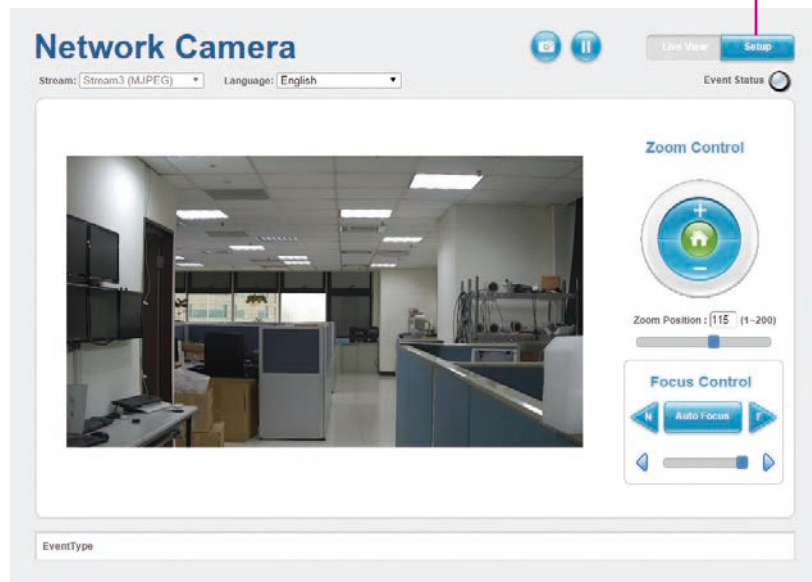 Network Camera
Live View Setup
Stream: Stream3 (MJPEG) Language: English
Event Status
Zoom Control
+
−
Zoom Position : 115 (1~200)
Focus Control
N Auto Focus F
EventType